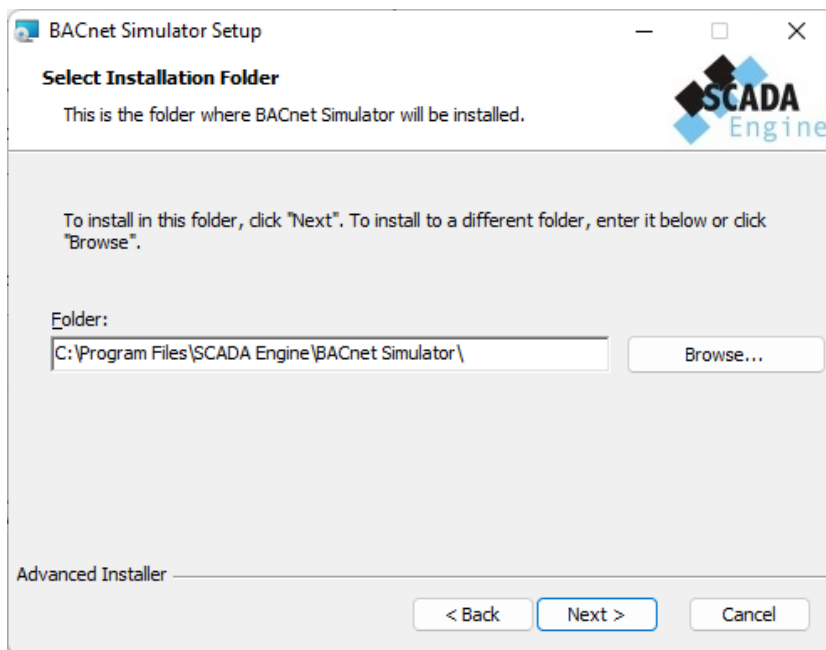 BACnet Simulator Setup
Select Installation Folder
This is the folder where BACnet Simulator will be installed.
SCADA
Engine
To install in this folder, click "Next". To install to a different folder, enter it below or click
"Browse".
Folder:
C:\Program Files\SCADA Engine\BACnet Simulator\
Browse...
Advanced Installer
< Back
Next >
Cancel